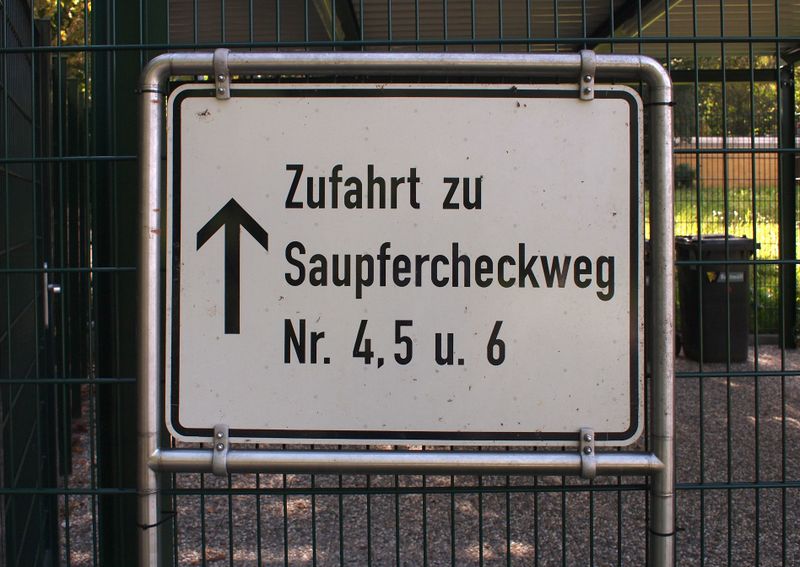 Zufahrt zu
Saupfercheckweg
Nr. 4, 5 u. 6